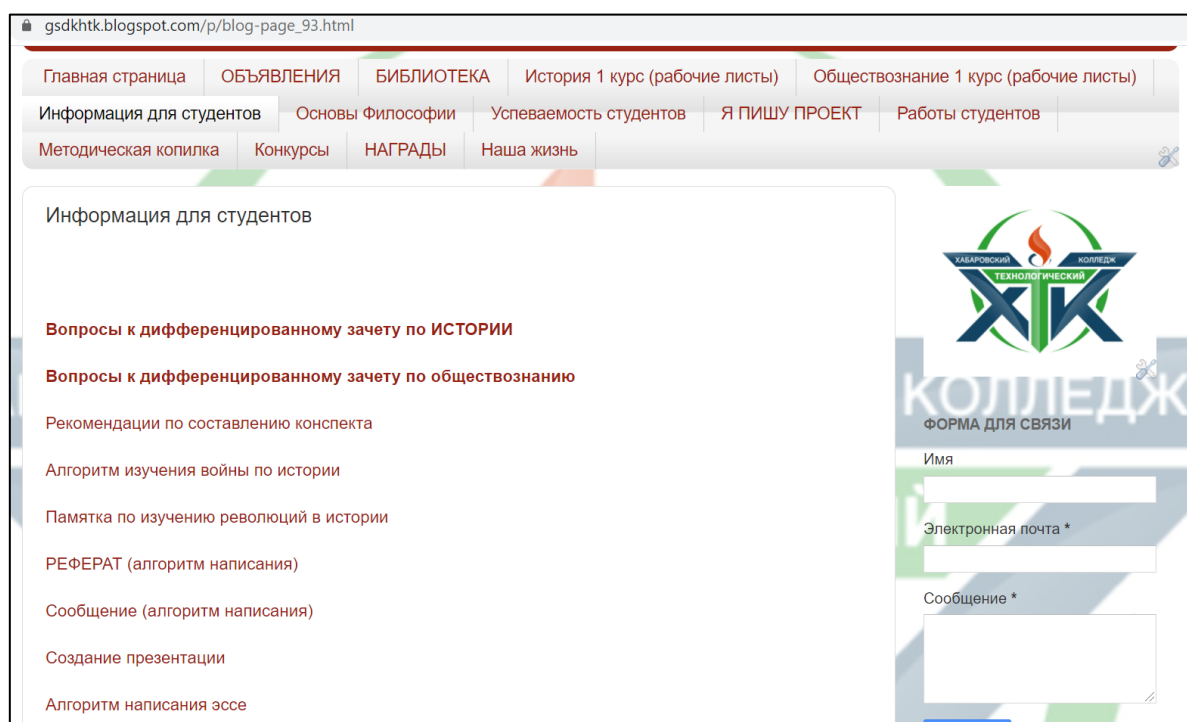 gsdkhtk.blogspot.com/p/blog-page_93.html
Главная страница ОБЪЯВЛЕНИЯ БИБЛИОТЕКА История 1 курс (рабочие листы) Обществознание 1 курс (рабочие листы)
Информация для студентов Основы Философии Успеваемость студентов Я ПИШУ ПРОЕКТ Работы студентов
Методическая копилка Конкурсы НАГРАДЫ Наша жизнь
Информация для студентов
Вопросы к дифференцированному зачету по ИСТОРИИ
Вопросы к дифференцированному зачету по обществознанию
Рекомендации по составлению конспекта
Алгоритм изучения войны по истории
Памятка по изучению революций в истории
РЕФЕРАТ (алгоритм написания)
Сообщение (алгоритм написания)
Создание презентации
Алгоритм написания эссе
ХАБАРОВСКИЙ КОЛЛЕДЖ
ТЕХНОЛОГИЧЕСКИЙ
ХТК
КОЛЛЕДЖ
ФОРМА ДЛЯ СВЯЗИ
Имя
Электронная почта *
Сообщение *